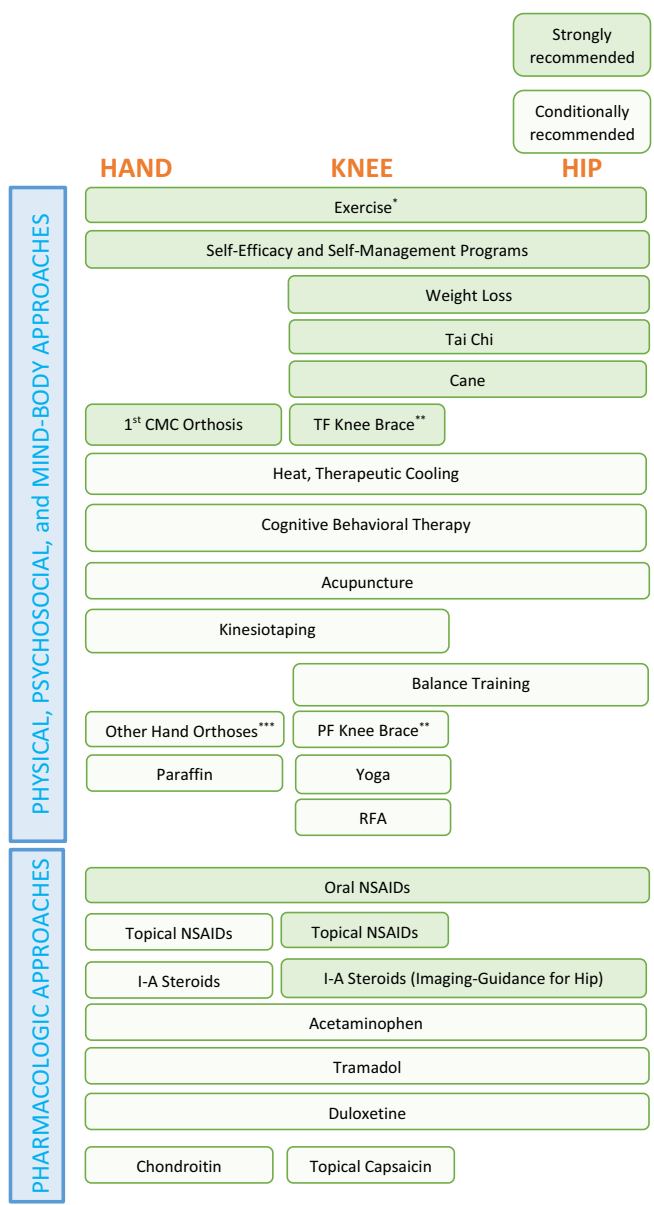 Strongly
recommended
Conditionally
recommended
HAND KNEE HIP
PHYSICAL, PSYCHOSOCIAL, and MIND-BODY APPROACHES
Exercise*
Self-Efficacy and Self-Management Programs
Weight Loss
Tai Chi
Cane
1st CMC Orthosis TF Knee Brace**
Heat, Therapeutic Cooling
Cognitive Behavioral Therapy
Acupuncture
Kinesiotaping
Balance Training
Other Hand Orthoses*** PF Knee Brace**
Paraffin Yoga
RFA
PHARMACOLOGIC APPROACHES
Oral NSAIDs
Topical NSAIDs Topical NSAIDs
I-A Steroids I-A Steroids (Imaging-Guidance for Hip)
Acetaminophen
Tramadol
Duloxetine
Chondroitin Topical Capsaicin